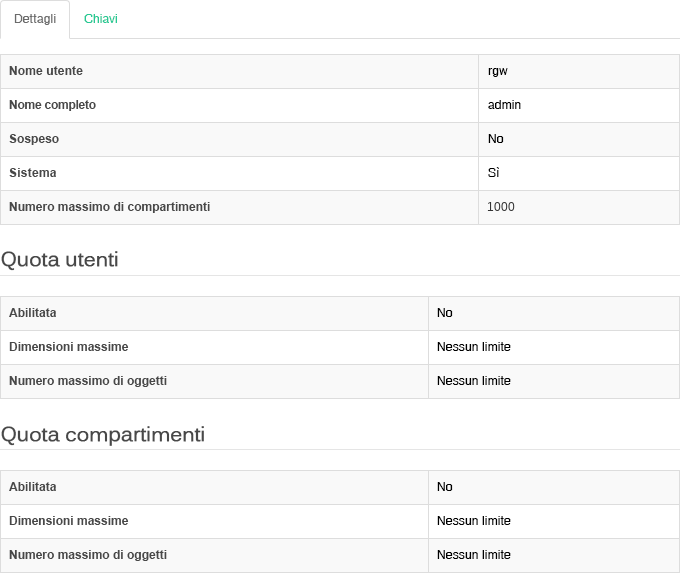 Dettagli Chiavi
Nome utente rgw
Nome completo admin
Sospeso No
Sistema Sì
Numero massimo di compartimenti 1000
Quota utenti
Abilitata No
Dimensioni massime Nessun limite
Numero massimo di oggetti Nessun limite
Quota compartimenti
Abilitata No
Dimensioni massime Nessun limite
Numero massimo di oggetti Nessun limite